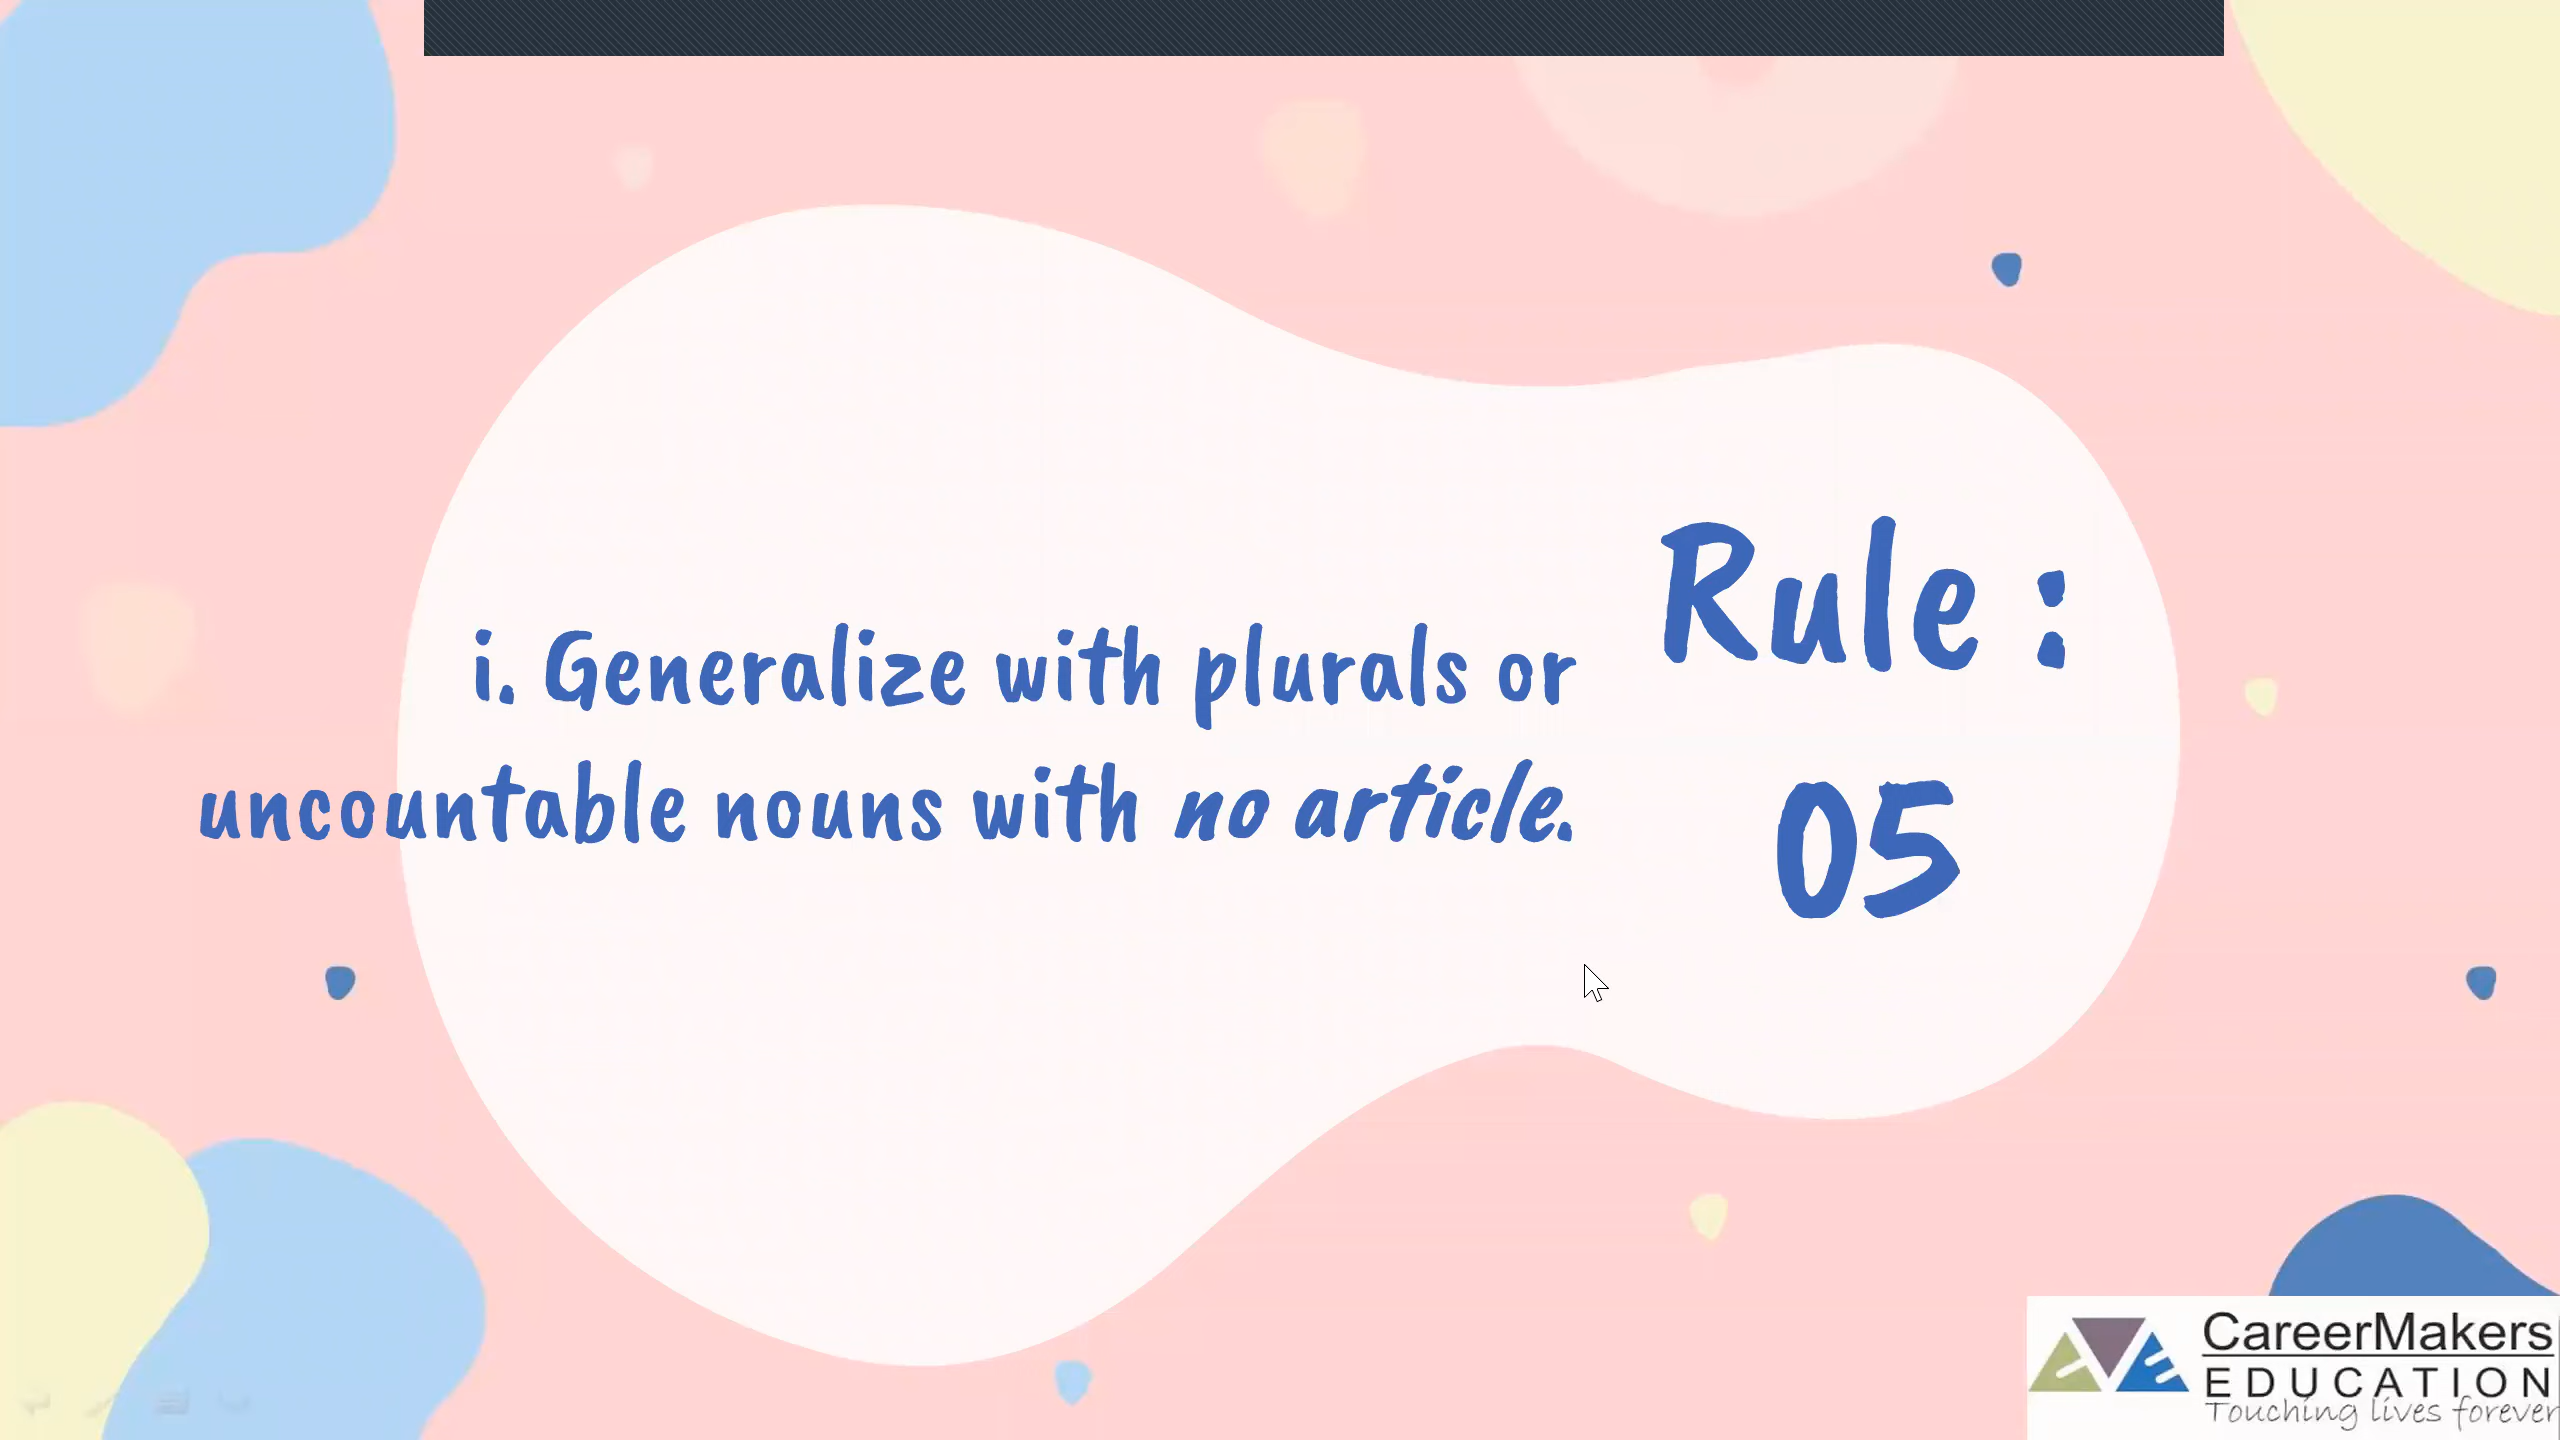 Rule :
05
i. Generalize with plurals or
uncountable nouns with no article.
CareerMakers
EDUCATION
Touching lives forever